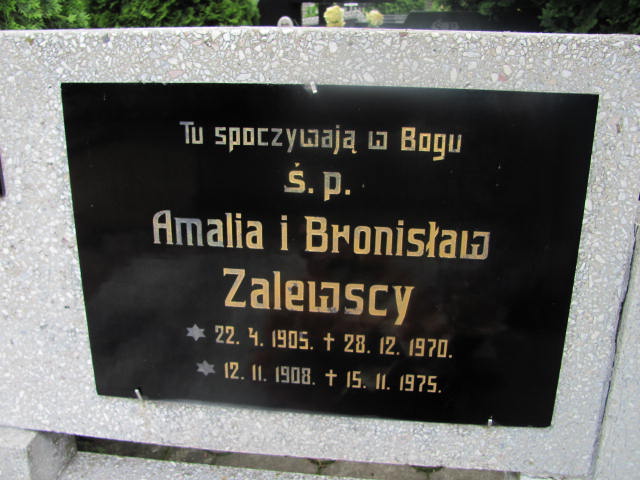 Tu spoczywają w Bogu
ś. p.
Amalia i Bronisław
Zalewscy
* 22. 4. 1905. † 28. 12. 1970.
* 12. 11. 1908. † 15. 11. 1975.